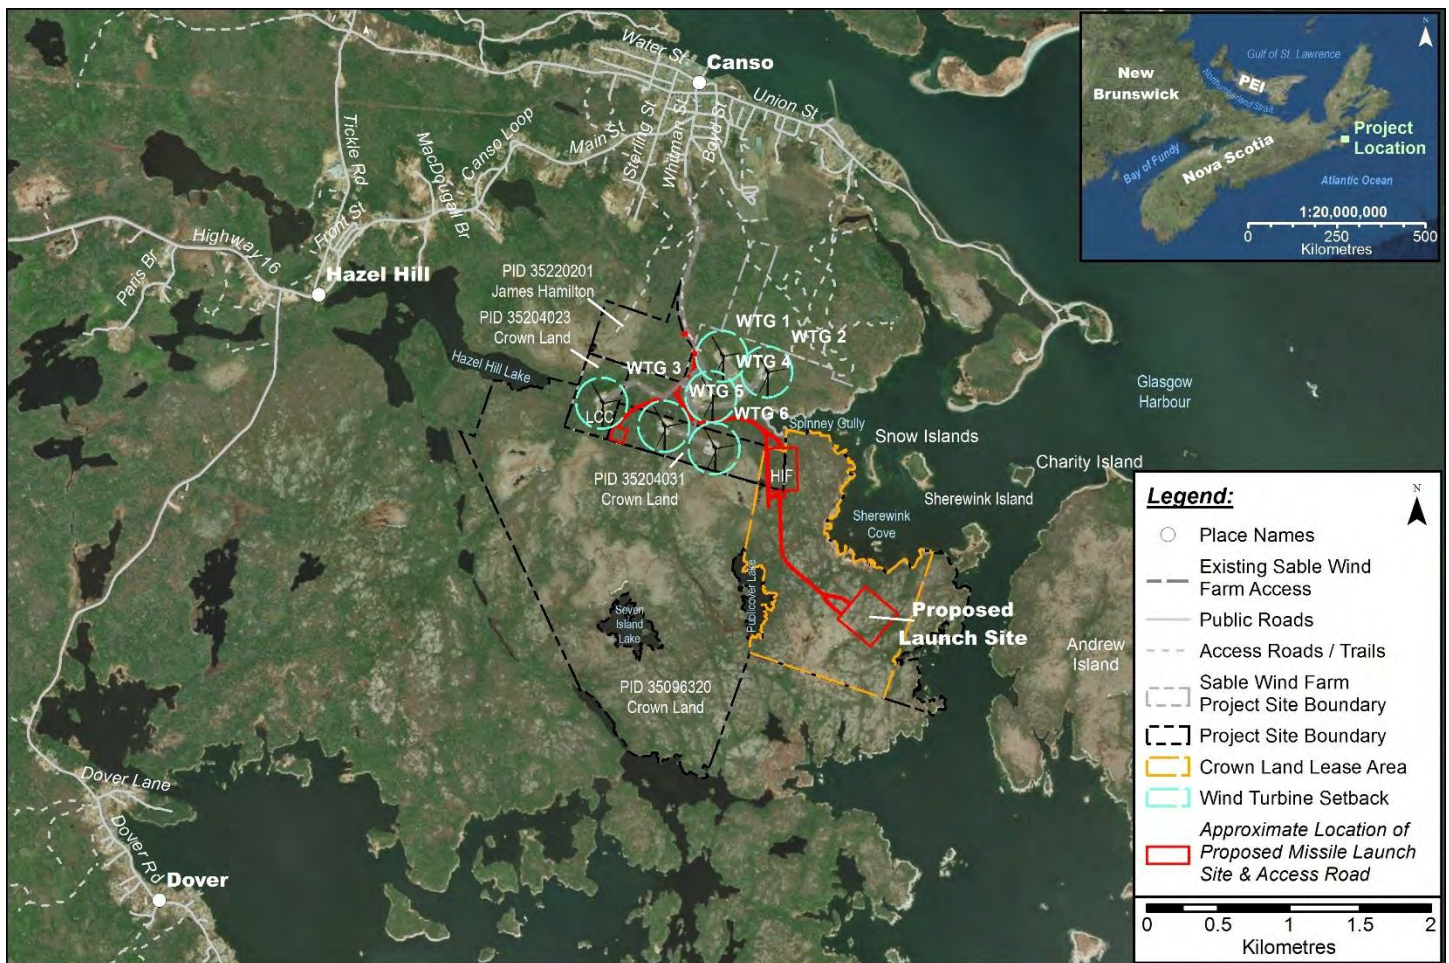 Water St
Canso
Union St
Sterling St
Whitman St
Boyd St
Main St
Canso Loop
MacDougall Br
Tickle Rd
Front St
Highway 16
Paris Br
Hazel Hill
PID 35220201
James Hamilton
PID 35204023
Crown Land
Hazel Hill Lake
WTG 1
WTG 2
WTG 3
WTG 4
WTG 5
WTG 6
LCC
Spinney Gully
Snow Islands
Glasgow
Harbour
Charity Island
Sherewink Island
PID 35204031
Crown Land
HIF
Sherewink
Cove
Publicover Lake
Seven
Island
Lake
Proposed
Launch Site
Andrew
Island
PID 35096320
Crown Land
Dover Lane
Dover Rd
Dover
N
New
Brunswick
PEI
Gulf of St. Lawrence
Northumberland Strait
Project
Location
Bay of Fundy
Nova Scotia
Atlantic Ocean
1:20,000,000
0 250 500
Kilometres
Legend:
N
Place Names
Existing Sable Wind
Farm Access
Public Roads
Access Roads / Trails
Sable Wind Farm
Project Site Boundary
Project Site Boundary
Crown Land Lease Area
Wind Turbine Setback
Approximate Location of
Proposed Missile Launch
Site & Access Road
0 0.5 1 1.5 2
Kilometres